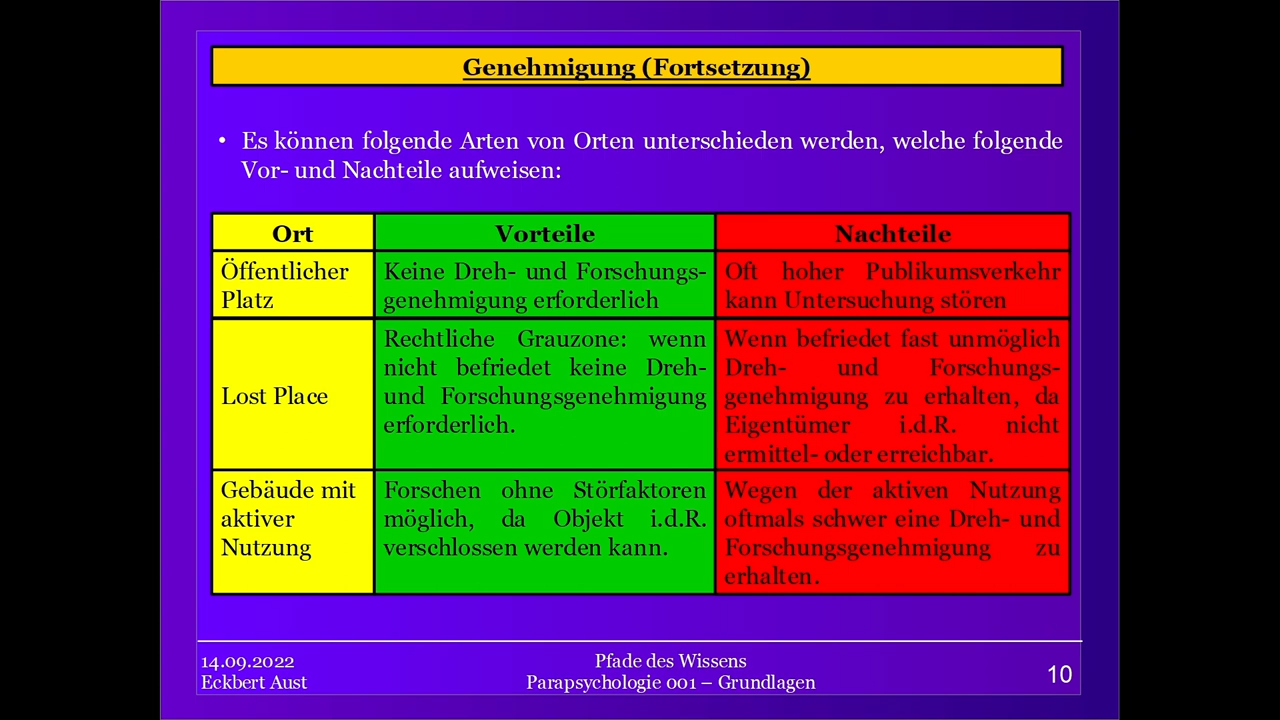 Genehmigung (Fortsetzung)
• Es können folgende Arten von Orten unterschieden werden, welche folgende
Vor- und Nachteile aufweisen:
Ort
Vorteile
Nachteile
Öffentlicher
Platz
Keine Dreh- und Forschungs-
genehmigung erforderlich
Oft hoher Publikumsverkehr
kann Untersuchung stören
Lost Place
Rechtliche Grauzone: wenn
nicht befriedet keine Dreh-
und Forschungsgenehmigung
erforderlich.
Wenn befriedet fast unmöglich
Dreh- und Forschungs-
genehmigung zu erhalten, da
Eigentümer i.d.R. nicht
ermittel- oder erreichbar.
Gebäude mit
aktiver
Nutzung
Forschen ohne Störfaktoren
möglich, da Objekt i.d.R.
verschlossen werden kann.
Wegen der aktiven Nutzung
oftmals schwer eine Dreh- und
Forschungsgenehmigung zu
erhalten.
14.09.2022
Eckbert Aust
Pfade des Wissens
Parapsychologie 001 – Grundlagen
10